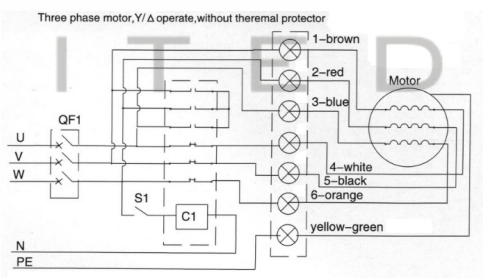 Three phase motor,Y/Δ operate,without theremal protector
ITED
1-brown
2-red
Motor
3-blue
QF1
U
V
W
4-white
5-black
6-orange
S1
C1
yellow-green
N
PE